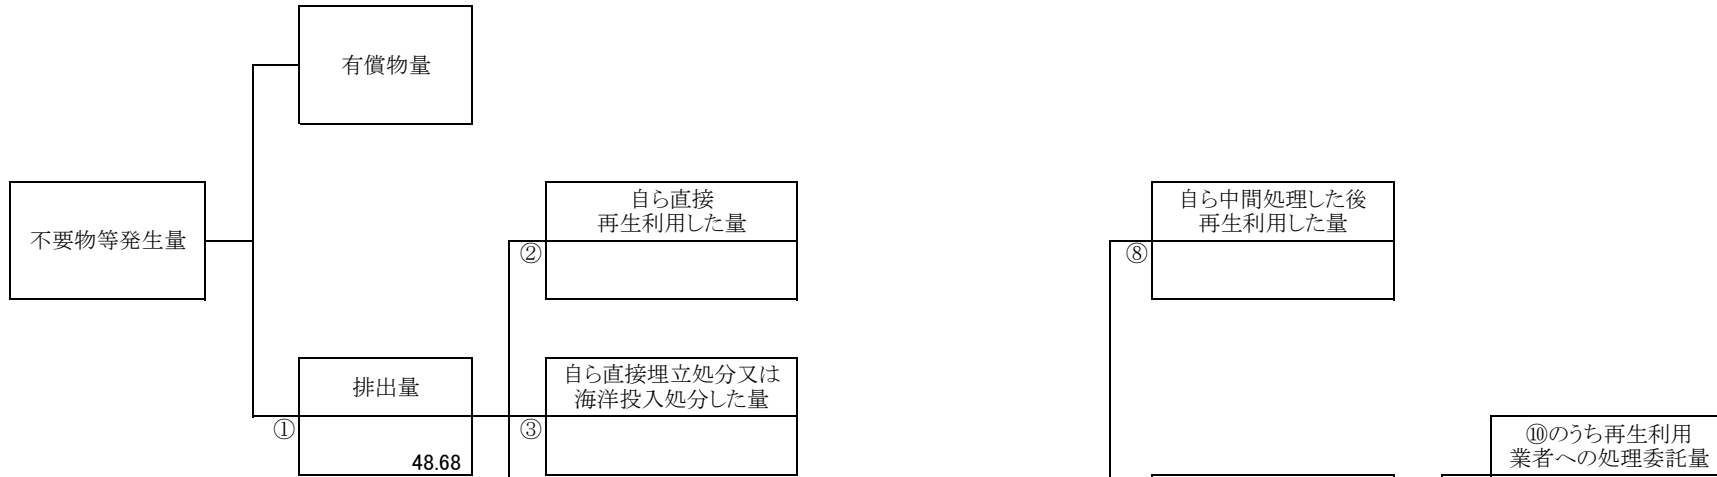 有償物量
不要物等発生量
自ら直接
再生利用した量
②
自ら中間処理した後
再生利用した量
⑧
排出量
①
48.68
自ら直接埋立処分又は
海洋投入処分した量
③
⑩のうち再生利用
業者への処理委託量